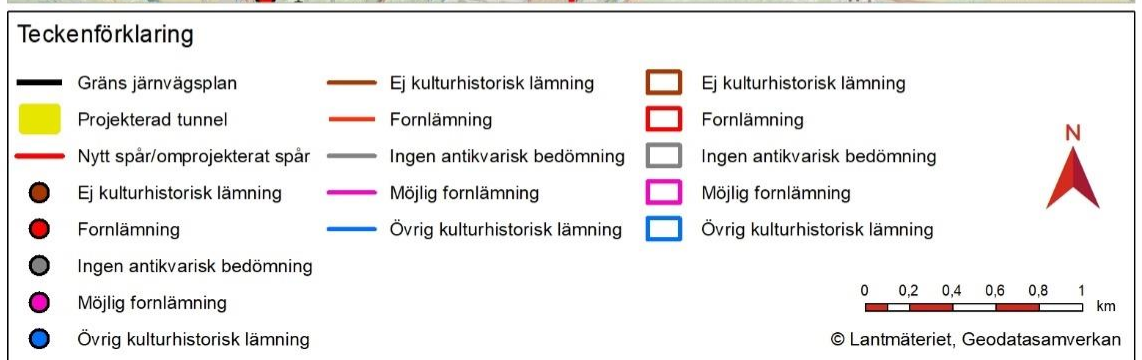 Teckenförklaring
Gräns järnvägsplan
Projekterad tunnel
Nytt spår/omprojekterat spår
Ej kulturhistorisk lämning
Fornlämning
Ingen antikvarisk bedömning
Möjlig fornlämning
Övrig kulturhistorisk lämning
Ej kulturhistorisk lämning
Fornlämning
Ingen antikvarisk bedömning
Möjlig fornlämning
Övrig kulturhistorisk lämning
Ej kulturhistorisk lämning
Fornlämning
Ingen antikvarisk bedömning
Möjlig fornlämning
Övrig kulturhistorisk lämning
N
0 0,2 0,4 0,6 0,8 1
km
© Lantmäteriet, Geodatasamverkan